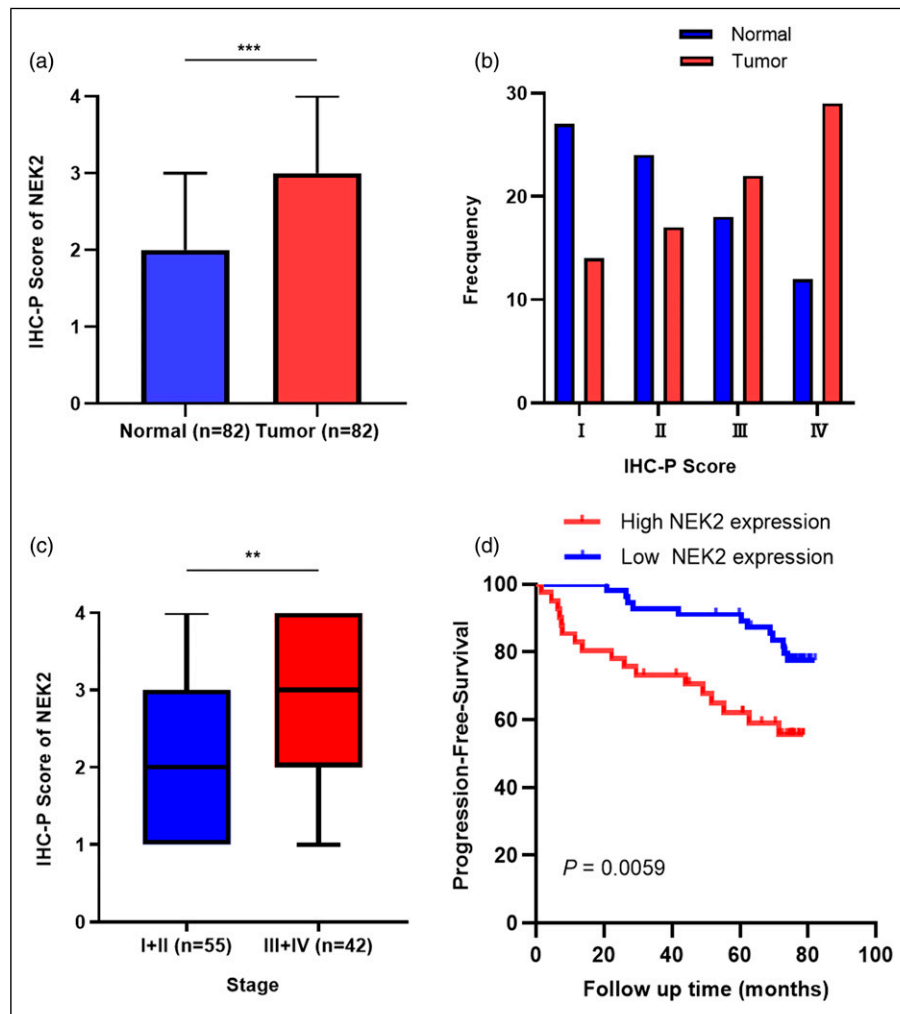 (a)
***
IHC-P Score of NEK2
4
3
2
1
0
Normal (n=82) Tumor (n=82)
(b)
Normal
Tumor
Frecquency
30
20
10
0
I II III IV
IHC-P Score
(c)
**
IHC-P Score of NEK2
4
3
2
1
0
I+II (n=55) III+IV (n=42)
Stage
High NEK2 expression
Low NEK2 expression
(d)
Progression-Free-Survival
100
80
60
40
20
0
P = 0.0059
0 20 40 60 80 100
Follow up time (months)